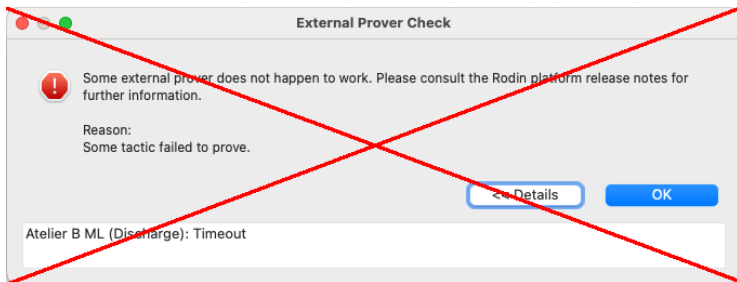 External Prover Check
Some external prover does not happen to work. Please consult the Rodin platform release notes for
further information.
Reason:
Some tactic failed to prove.
<< Details
OK
Atelier B ML (Discharge): Timeout